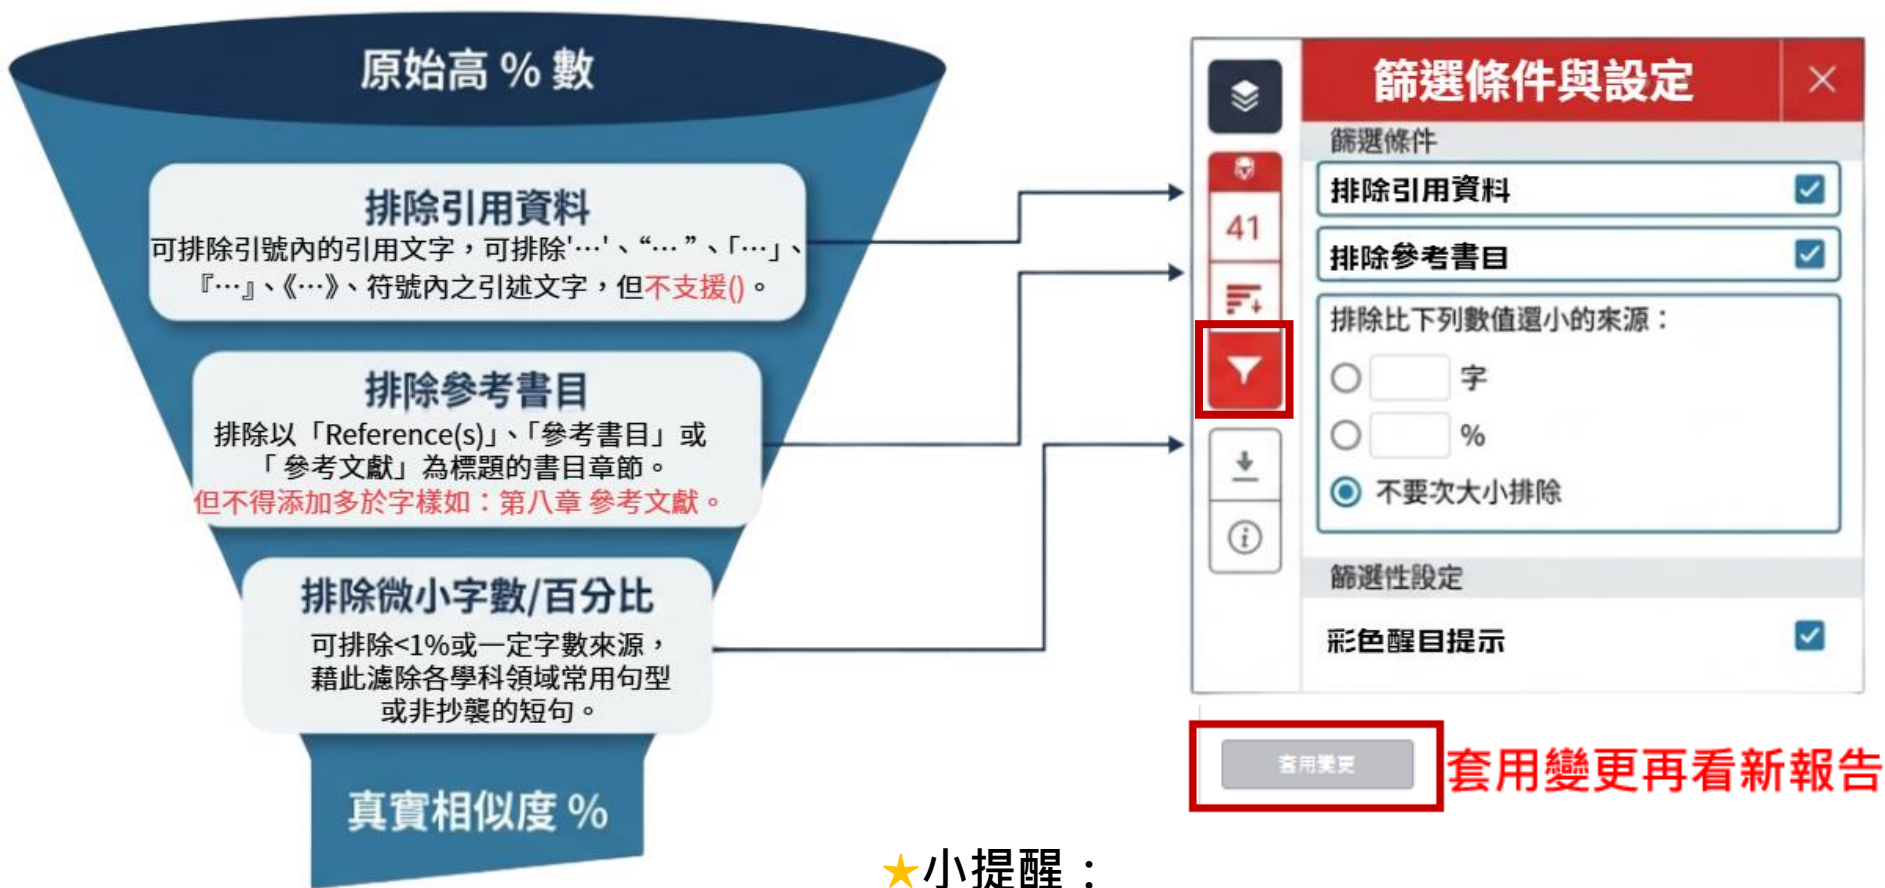 原始高 % 數
排除引用資料
可排除引號內的引用文字，可排除'…'、“… ”、「…」、
『…』、《…》、符號內之引述文字，但不支援()。
排除參考書目
排除以「Reference(s)」、「參考書目」或
「 參考文獻」為標題的書目章節。
但不得添加多於字樣如：第八章 參考文獻。
排除微小字數/百分比
可排除<1%或一定字數來源，
藉此濾除各學科領域常用句型
或非抄襲的短句。
真實相似度 %
篩選條件與設定
篩選條件
41
排除引用資料
排除參考書目
排除比下列數值還小的來源：
字
%
不要次大小排除
篩選性設定
彩色醒目提示
套用變更
套用變更再看新報告
★小提醒：